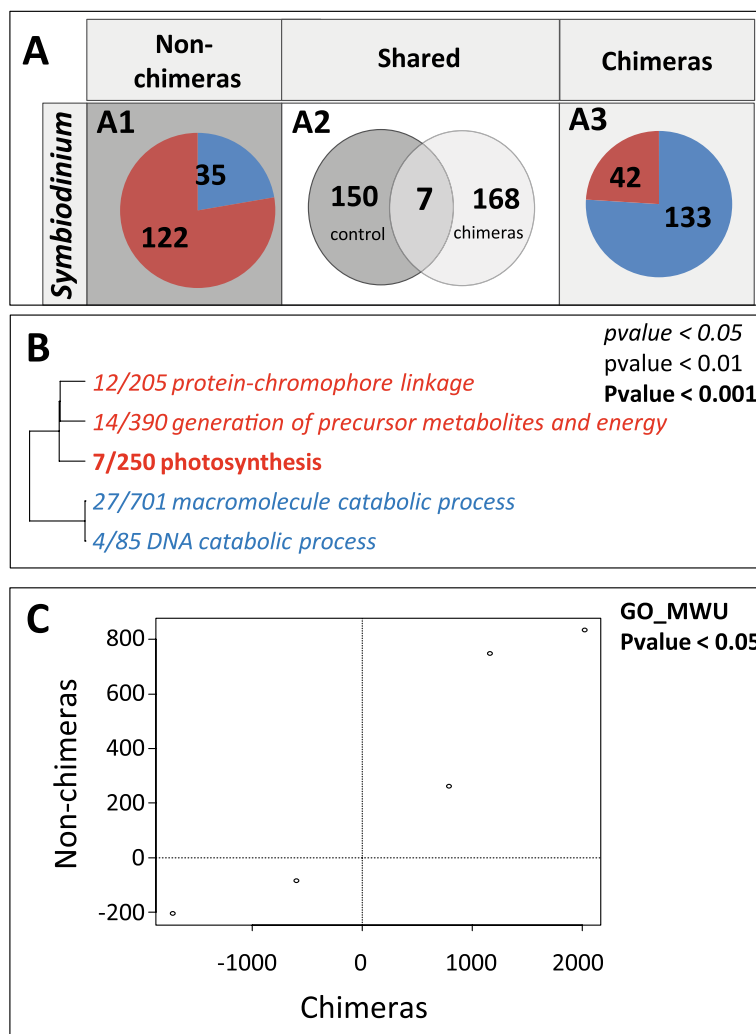 A
Non-
chimeras
Shared
Chimeras
Symbiodinium
A1
35
122
A2
150
control
7
168
chimeras
A3
42
133
B
pvalue < 0.05
pvalue < 0.01
Pvalue < 0.001
12/205 protein-chromophore linkage
14/390 generation of precursor metabolites and energy
7/250 photosynthesis
27/701 macromolecule catabolic process
4/85 DNA catabolic process
C
GO_MWU
Pvalue < 0.05
Non-chimeras
800
600
400
200
0
-200
-1000
0
1000
2000
Chimeras